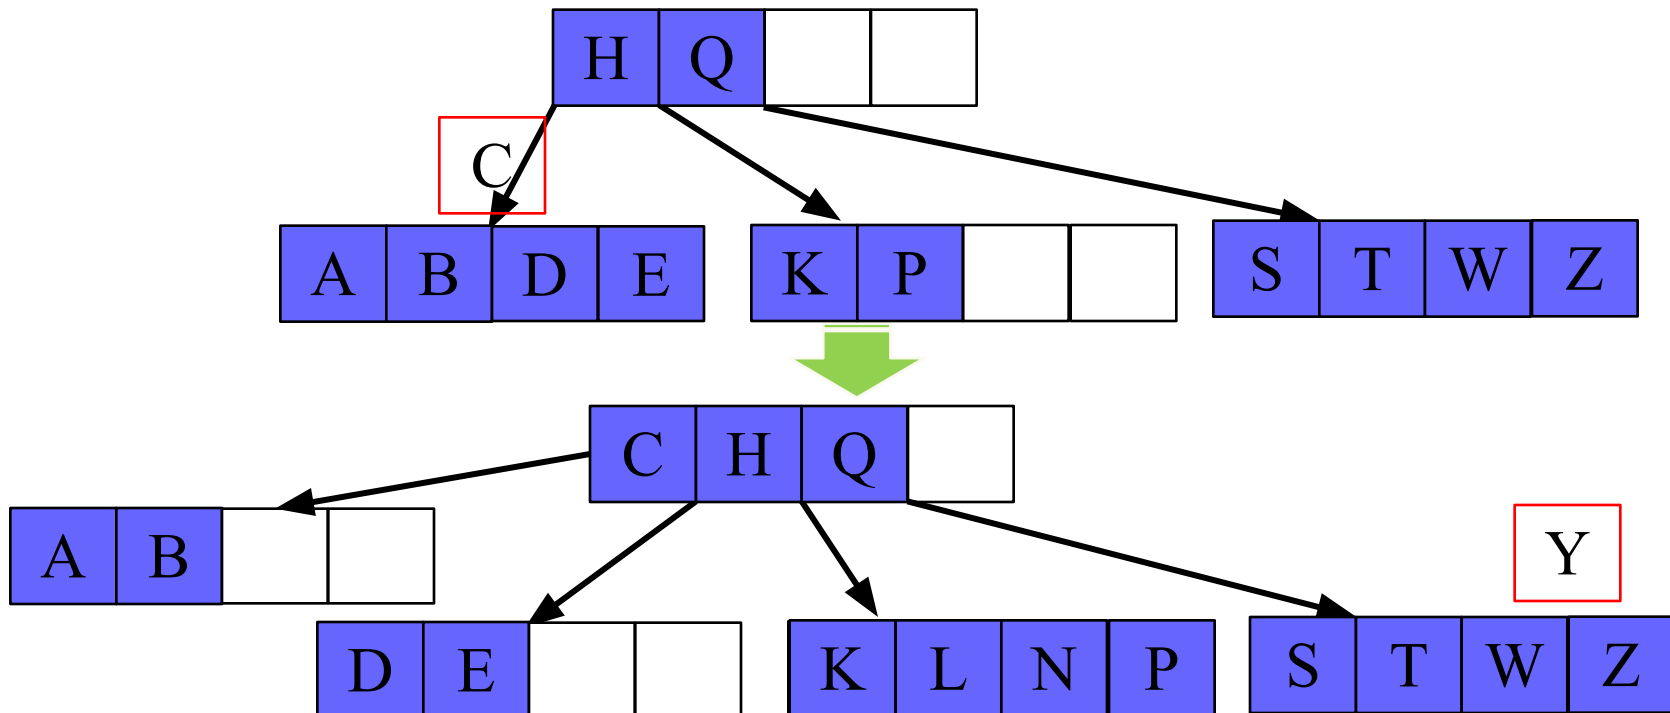 H Q
C
A B D E K P S T W Z
C H Q
A B Y
D E K L N P S T W Z